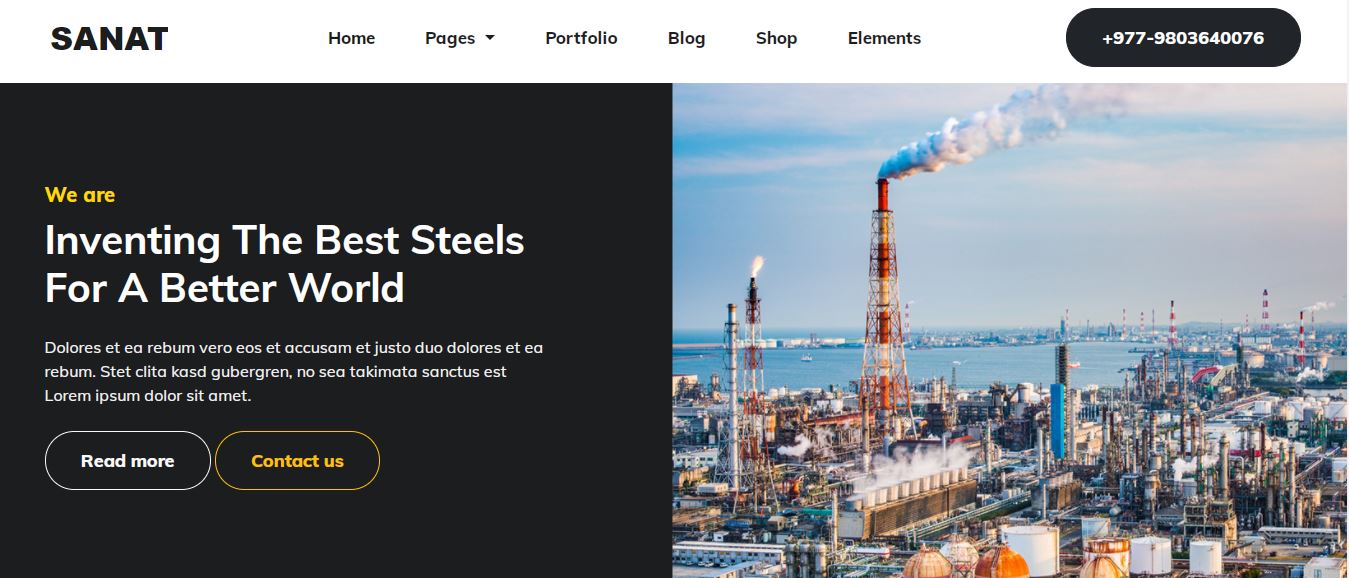 SANAT
Home
Pages
Portfolio
Blog
Shop
Elements
+977-9803640076
We are
Inventing The Best Steels
For A Better World
Dolores et ea rebum vero eos et accusam et justo duo dolores et ea
rebum. Stet clita kasd gubergren, no sea takimata sanctus est
Lorem ipsum dolor sit amet.
Read more
Contact us